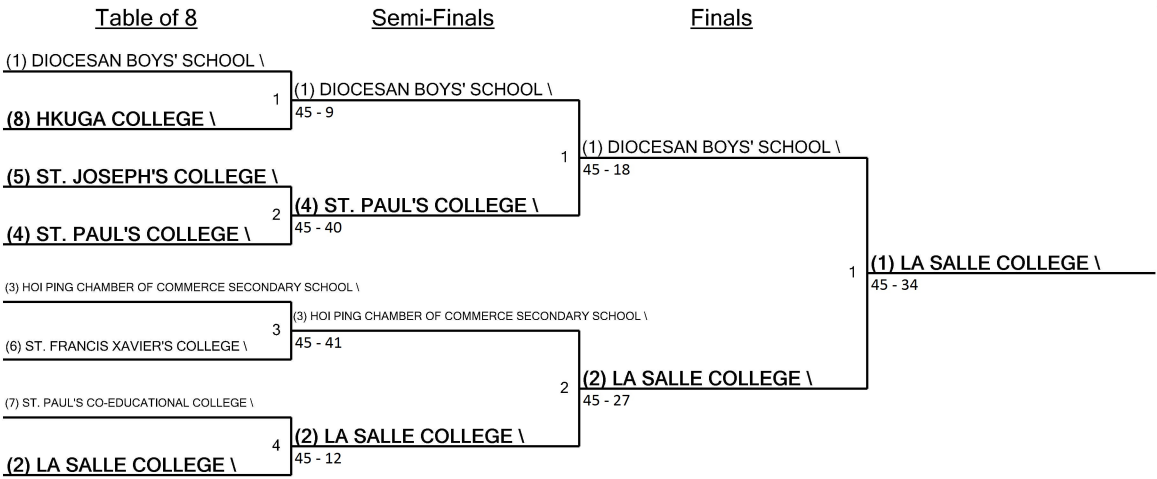 Table of 8
Semi-Finals
Finals
(1) DIOCESAN BOYS' SCHOOL \
1
(8) HKUGA COLLEGE \
(5) ST. JOSEPH'S COLLEGE \
2
(4) ST. PAUL'S COLLEGE \
(3) HOI PING CHAMBER OF COMMERCE SECONDARY SCHOOL \
3
(6) ST. FRANCIS XAVIER'S COLLEGE \
(7) ST. PAUL'S CO-EDUCATIONAL COLLEGE \
4
(2) LA SALLE COLLEGE \
(1) DIOCESAN BOYS' SCHOOL \
45 - 9
1
(4) ST. PAUL'S COLLEGE \
45 - 40
(3) HOI PING CHAMBER OF COMMERCE SECONDARY SCHOOL \
45 - 41
2
(2) LA SALLE COLLEGE \
45 - 12
(1) DIOCESAN BOYS' SCHOOL \
45 - 18
1
(2) LA SALLE COLLEGE \
45 - 27
(1) LA SALLE COLLEGE \
45 - 34